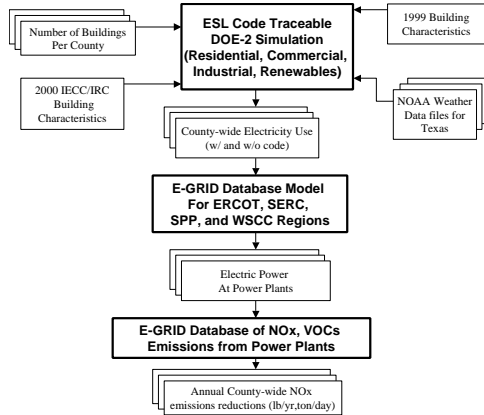 Number of Buildings
Per County
ESL Code Traceable
DOE-2 Simulation
(Residential, Commercial,
Industrial, Renewables)
1999 Building
Characteristics
2000 IECC/IRC
Building
Characteristics
NOAA Weather
Data files for
Texas
County-wide Electricity Use
(w/ and w/o code)
E-GRID Database Model
For ERCOT, SERC,
SPP, and WSCC Regions
Electric Power
At Power Plants
E-GRID Database of NOx, VOCs
Emissions from Power Plants
Annual County-wide NOx
emissions reductions (lb/yr,ton/day)